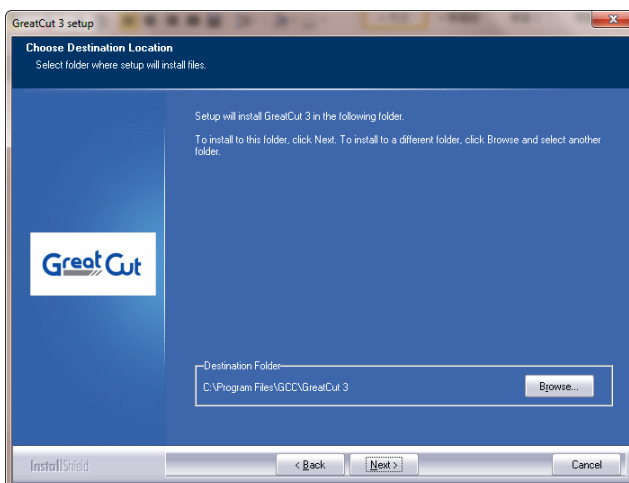 GreatCut 3 setup
Choose Destination Location
Select folder where setup will install files.
Setup will install GreatCut 3 in the following folder.
To install to this folder, click Next. To install to a different folder, click Browse and select another
folder.
Great Cut
Destination Folder
C:\Program Files\GCC\GreatCut 3
Browse...
InstallShield
< Back
Next >
Cancel